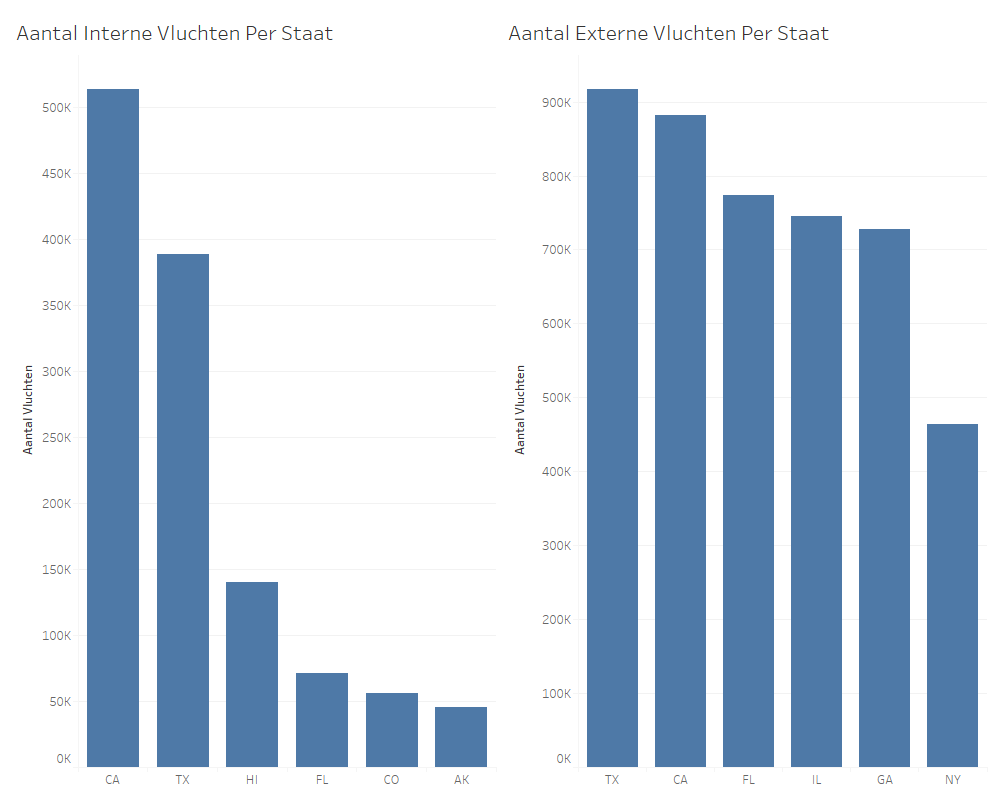 Aantal Interne Vluchten Per Staat
Aantal Vluchten
500K
450K
400K
350K
300K
250K
200K
150K
100K
50K
0K
CA TX HI FL CO AK
Aantal Externe Vluchten Per Staat
Aantal Vluchten
900K
800K
700K
600K
500K
400K
300K
200K
100K
0K
TX CA FL IL GA NY